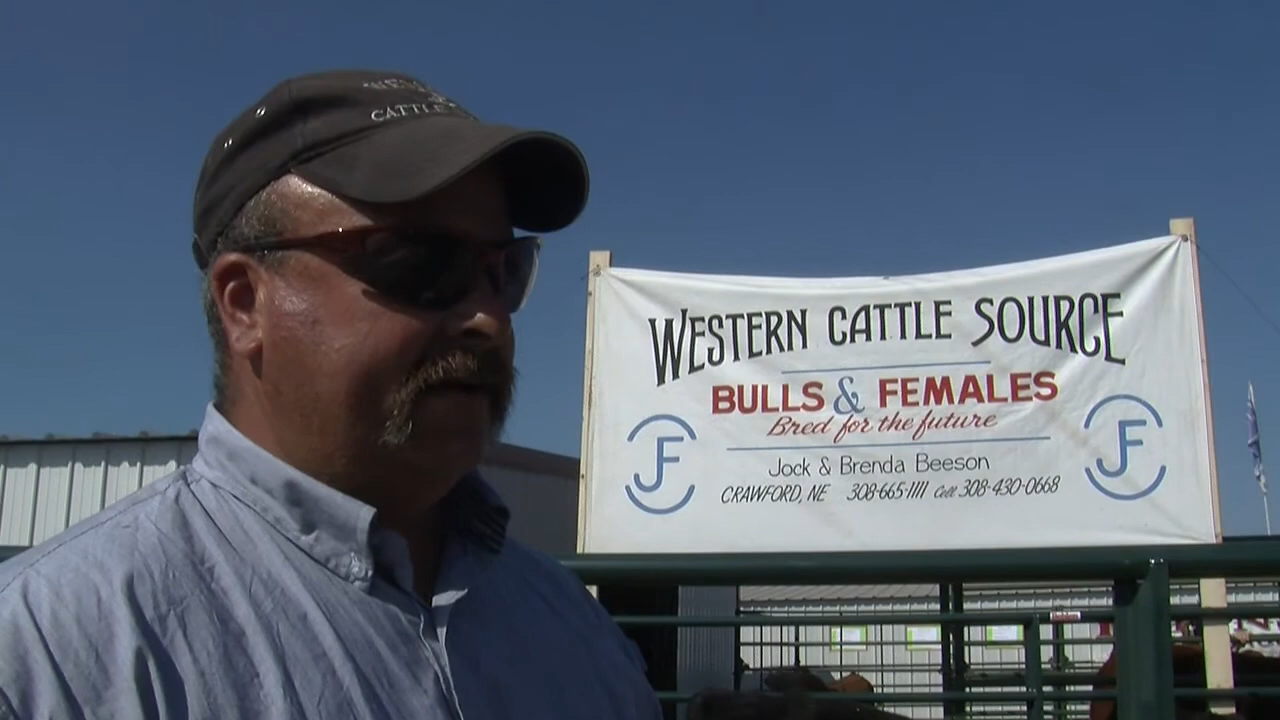 CATTLE
WESTERN CATTLE SOURCE
BULLS & FEMALES
Bred for the future
JF
JF
Jock & Brenda Beeson
CRAWFORD, NE 308-665-1111 Cell 308-430-0668